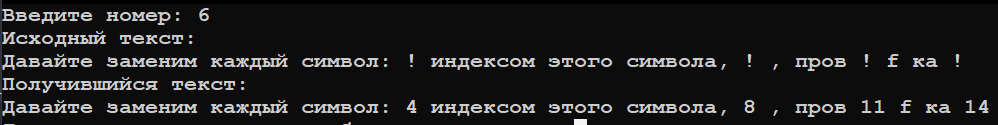 Введите номер: 6
Исходный текст:
Давайте заменим каждый символ: ! индексом этого символа, ! , пров ! f ка !
Получившийся текст:
Давайте заменим каждый символ: 4 индексом этого символа, 8 , пров 11 f ка 14